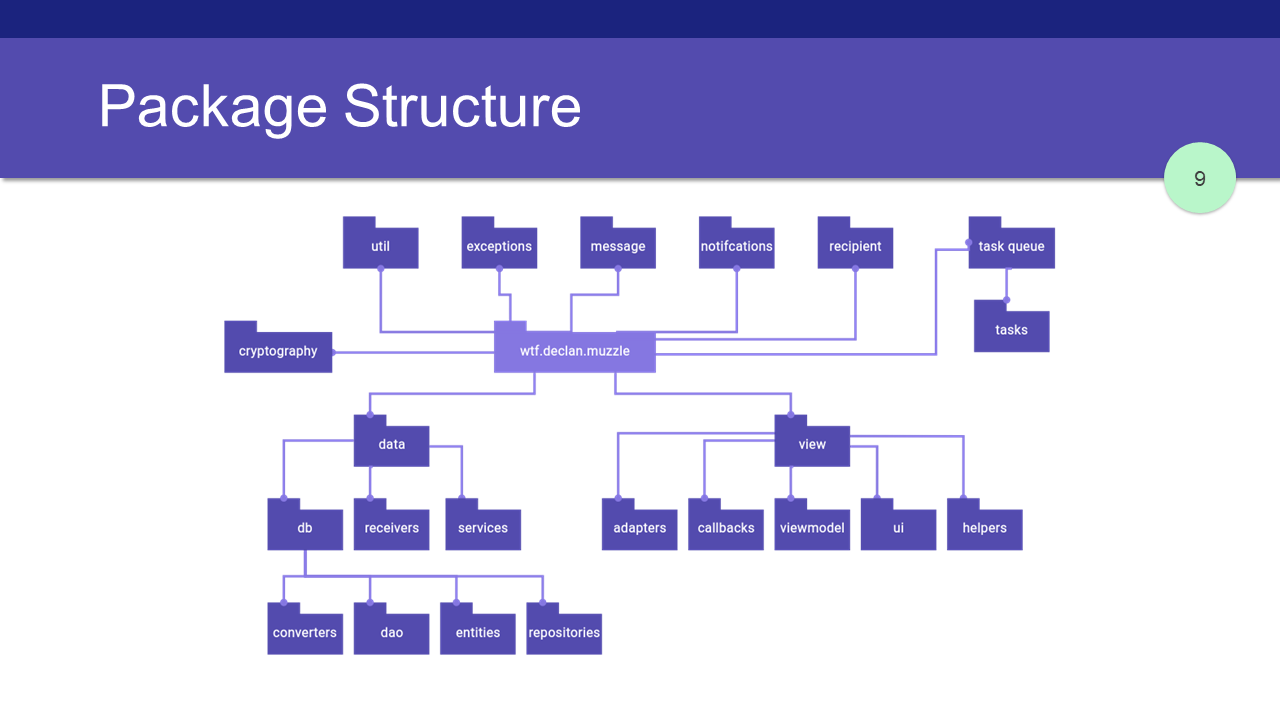 Package Structure
9
util
exceptions
message
notifcations
recipient
task queue
tasks
cryptography
wtf.declan.muzzle
data
view
db
receivers
services
adapters
callbacks
viewmodel
ui
helpers
converters
dao
entities
repositories